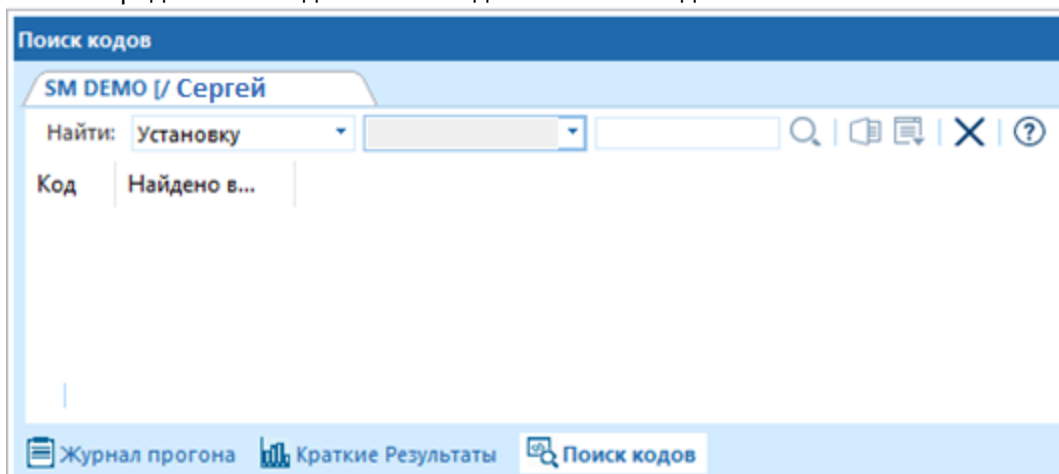 Поиск кодов
SM DEMO [/ Сергей
Найти: Установку
Код Найдено в...
Журнал прогона Краткие Результаты Поиск кодов